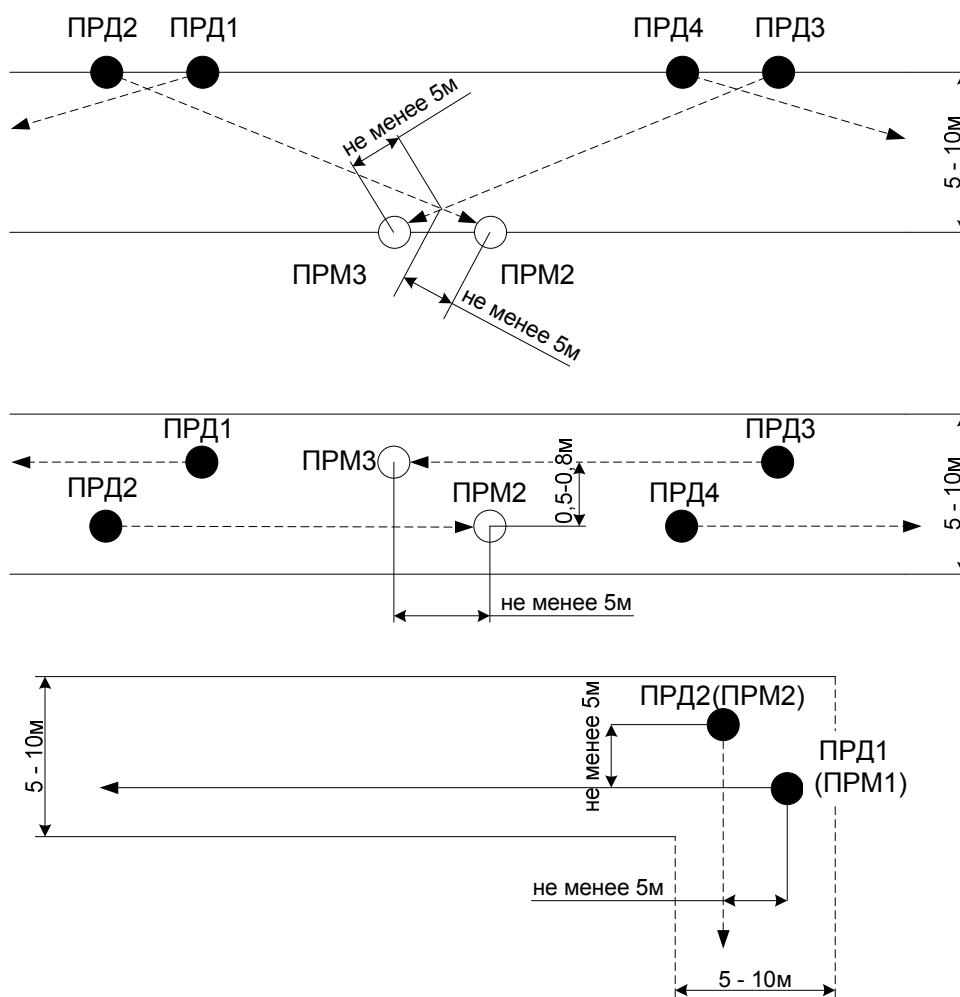 ПРД2 ПРД1 ПРД4 ПРД3
не менее 5м
5 - 10м
ПРМ3 ПРМ2
не менее 5м
ПРД1 ПРД3
ПРМ3
ПРД2 ПРМ2 ПРД4
0,5-0,8м
5 - 10м
не менее 5м
ПРД2(ПРМ2)
не менее 5м
ПРД1
(ПРМ1)
5 - 10м
не менее 5м
5 - 10м